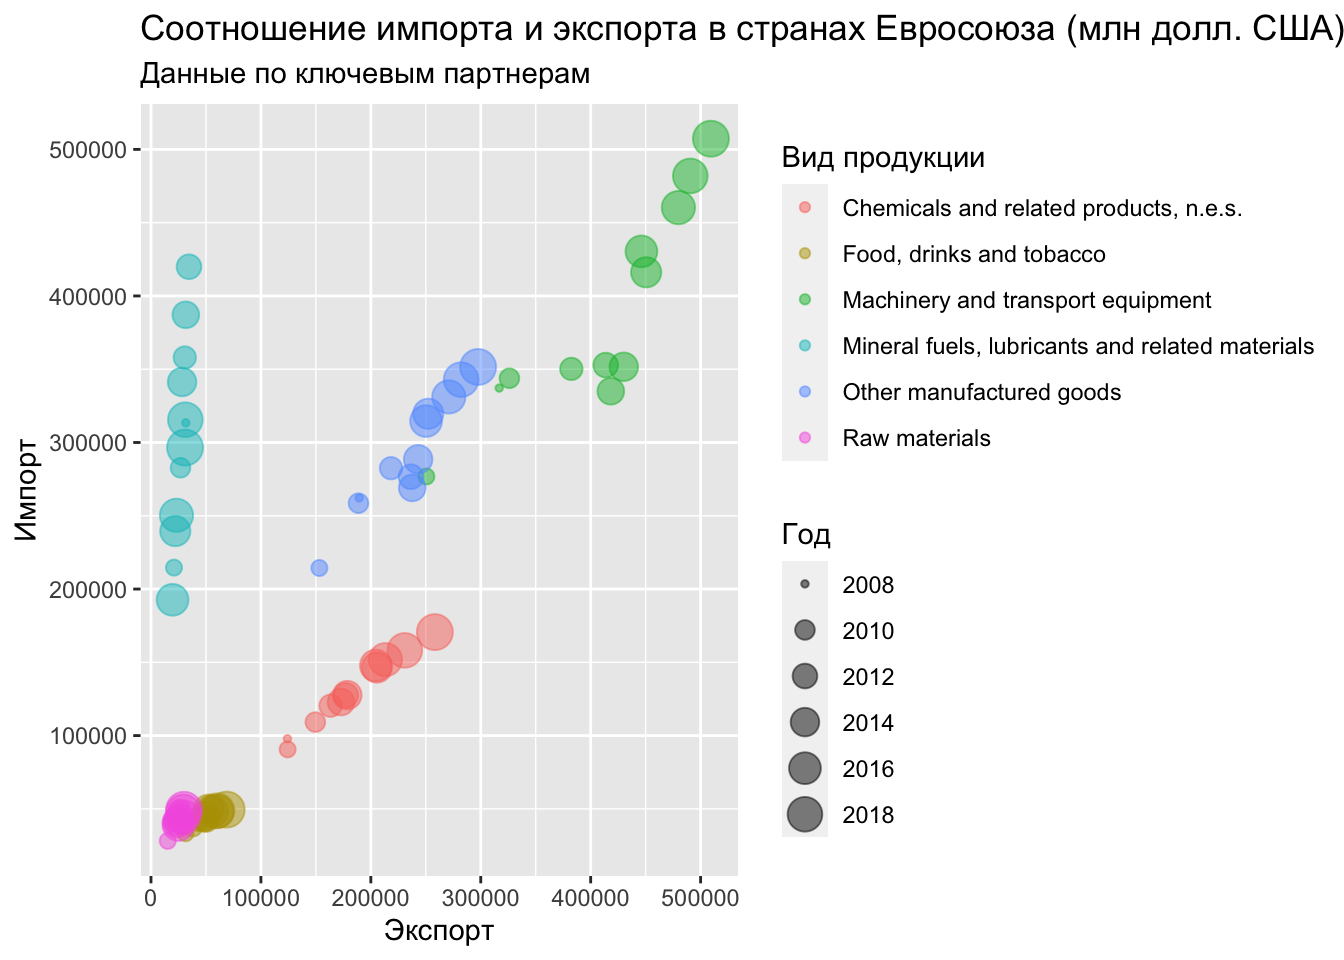 Соотношение импорта и экспорта в странах Евросоюза (млн долл. США)
Данные по ключевым партнерам
500000
400000
300000
200000
100000
Импорт
0
100000
200000
300000
400000
500000
Экспорт
Вид продукции
Chemicals and related products, n.e.s.
Food, drinks and tobacco
Machinery and transport equipment
Mineral fuels, lubricants and related materials
Other manufactured goods
Raw materials
Год
2008
2010
2012
2014
2016
2018